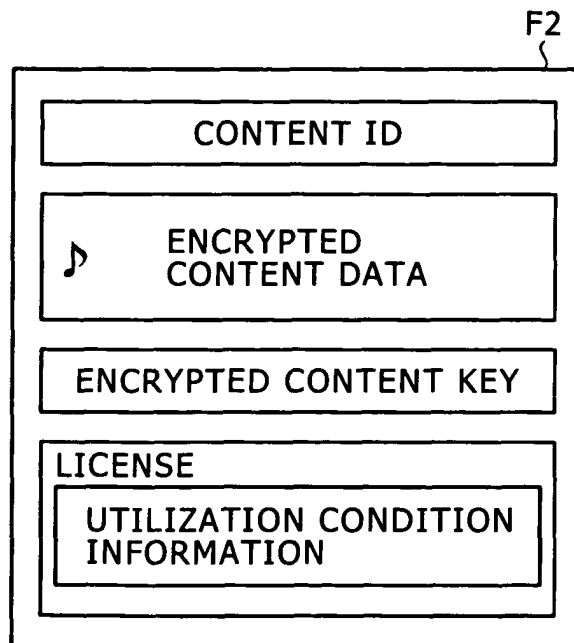 F2
CONTENT ID
ENCRYPTED
CONTENT DATA
ENCRYPTED CONTENT KEY
LICENSE
UTILIZATION CONDITION
INFORMATION